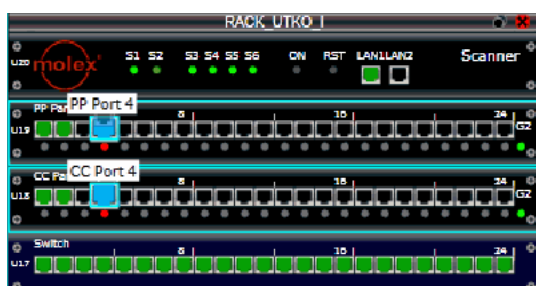 RACK_UTKO_I
U20 molex S1 S2 S3 S4 S5 S6 ON RST LAN1 LAN2 Scanner
PP Port 4
U19 8 16 24 G2
CC Port 4
U18 8 16 24 G2
Switch
U17 8 16 24